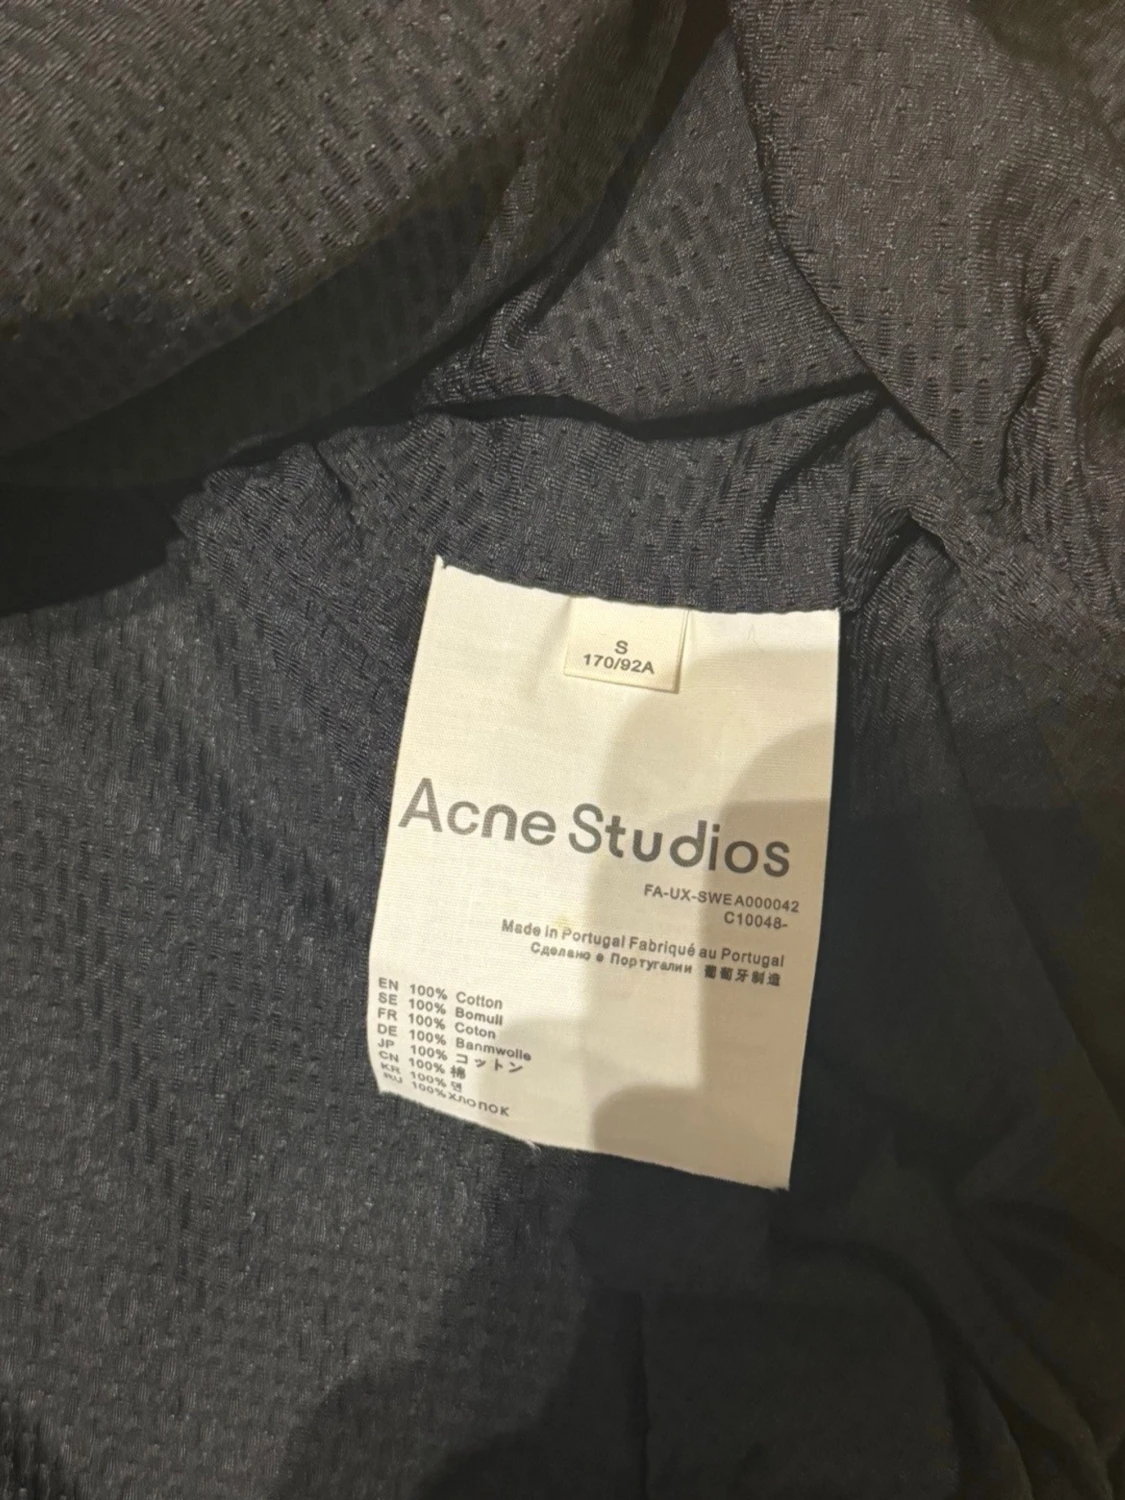 S
170/92A
Acne Studios
FA-UX-SWEA000042
C10048-
Made in Portugal Fabriqué au Portugal
Сделано в Португалии 葡萄牙制造
EN 100% Cotton
SE 100% Bomull
FR 100% Coton
DE 100% Banmwolle
JP 100% コットン
CN 100% 棉
KR 100% 면
RU 100% хлопок